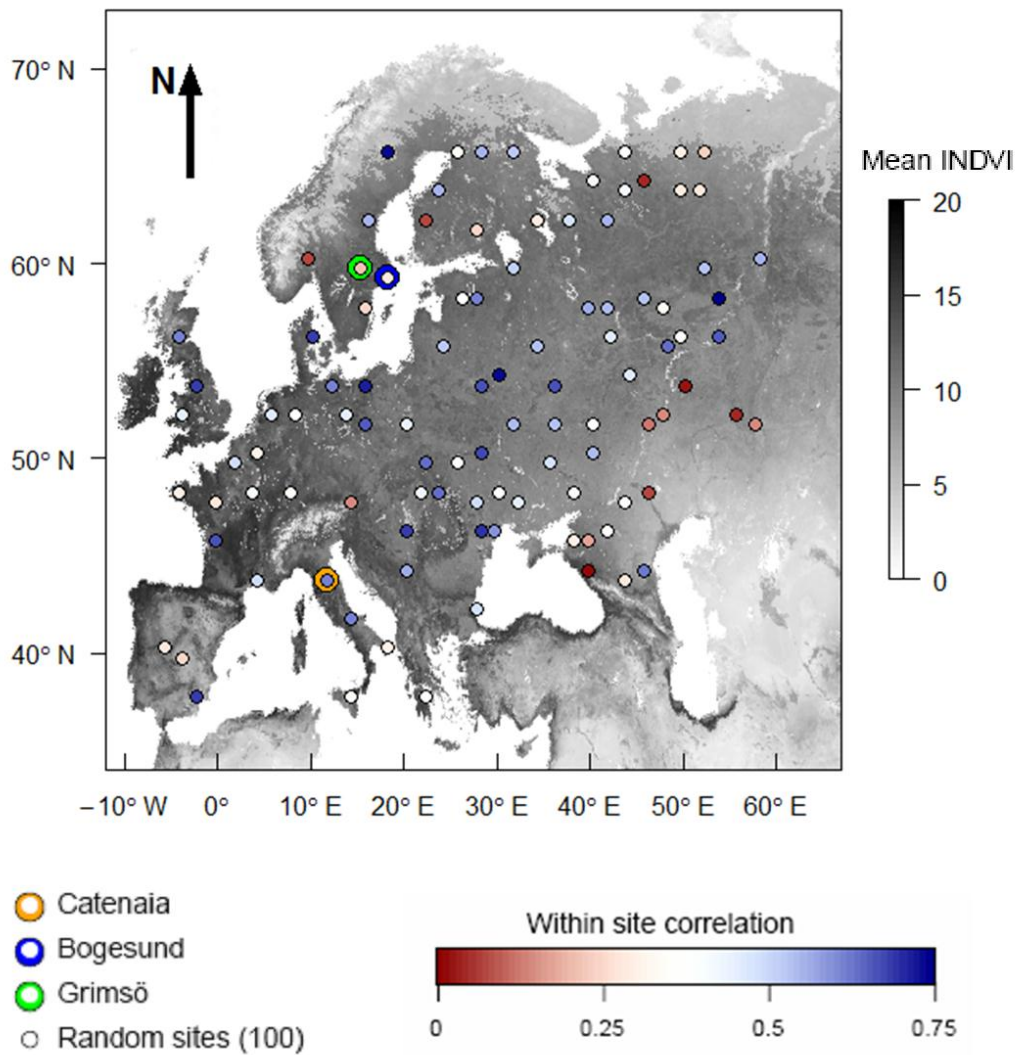 70° N
N
60° N
50° N
40° N
−10° W 0° 10° E 20° E 30° E 40° E 50° E 60° E
Mean INDVI
20
15
10
5
0
Catenaia
Bogesund
Grimsö
Random sites (100)
Within site correlation
0 0.25 0.5 0.75